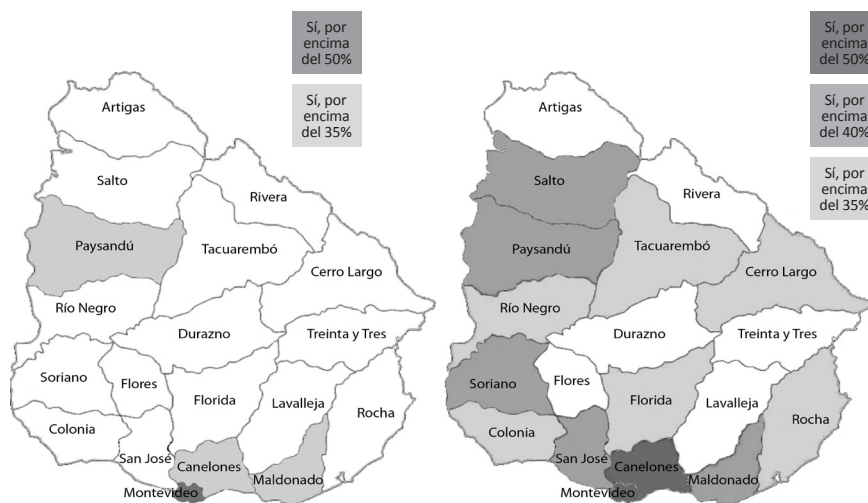 Sí, por
encima
del 50%
Sí, por
encima
del 35%
Artigas
Salto
Rivera
Paysandú
Tacuarembó
Cerro Largo
Río Negro
Durazno
Treinta y Tres
Soriano
Flores
Florida
Lavalleja
Rocha
Colonia
San José
Canelones
Maldonado
Montevideo
Sí, por
encima
del 50%
Sí, por
encima
del 40%
Sí, por
encima
del 35%
Artigas
Salto
Rivera
Paysandú
Tacuarembó
Cerro Largo
Río Negro
Durazno
Treinta y Tres
Soriano
Flores
Florida
Lavalleja
Rocha
Colonia
San José
Canelones
Maldonado
Montevideo